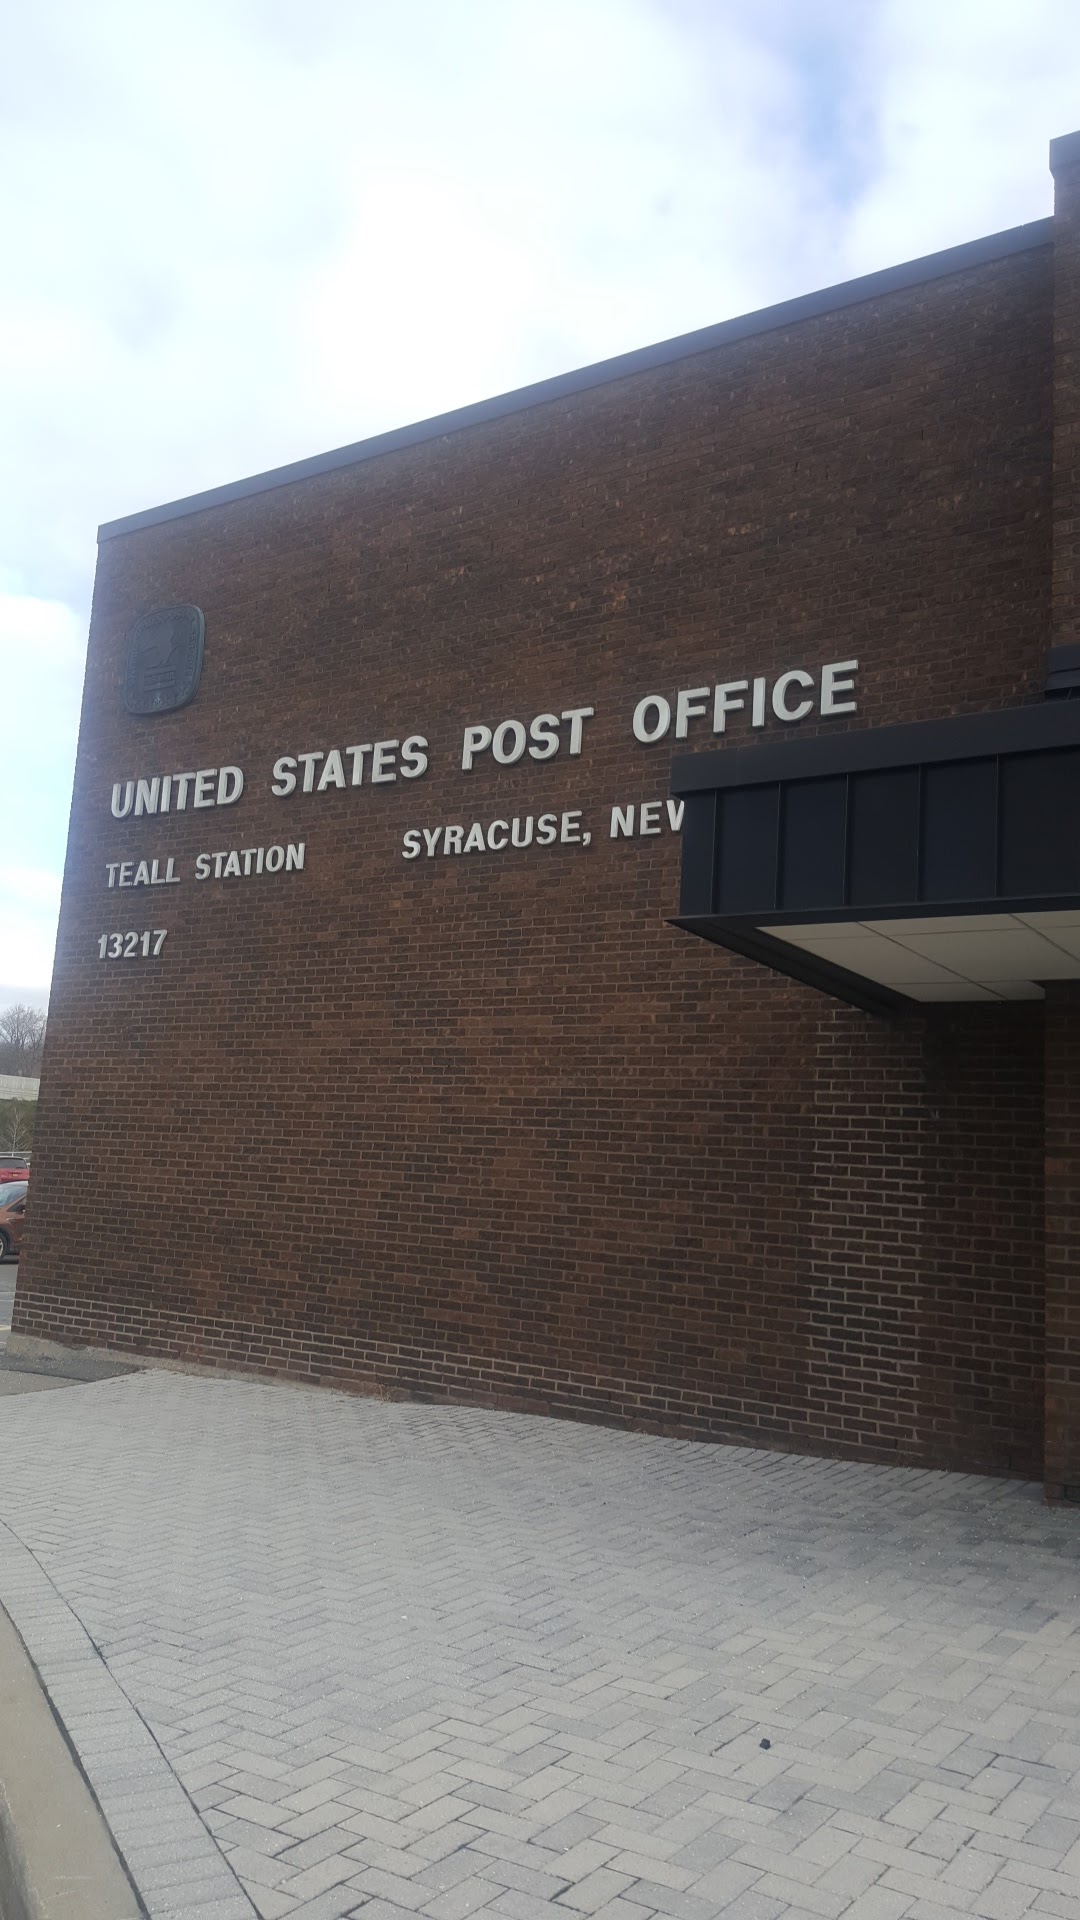 UNITED STATES POST OFFICE
TEALL STATION SYRACUSE, NEW
13217